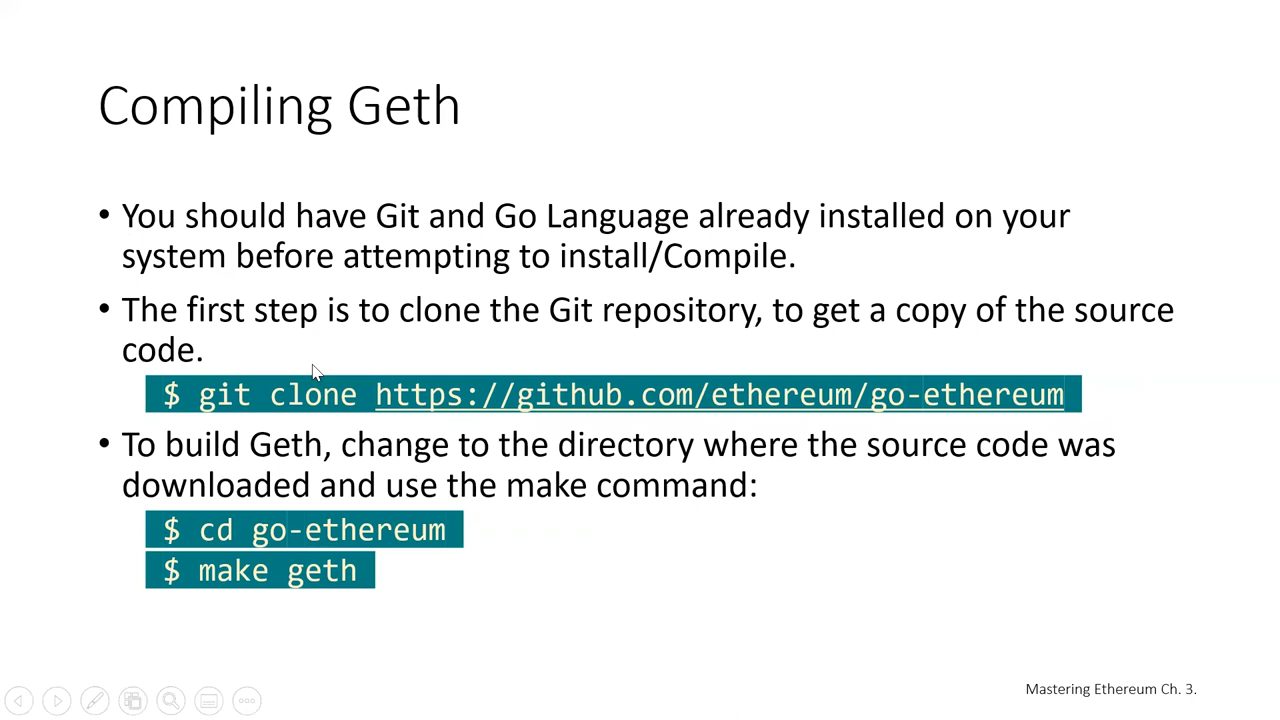 Compiling Geth
• You should have Git and Go Language already installed on your
system before attempting to install/Compile.
• The first step is to clone the Git repository, to get a copy of the source
code.
$ git clone https://github.com/ethereum/go-ethereum
• To build Geth, change to the directory where the source code was
downloaded and use the make command:
$ cd go-ethereum
$ make geth
Mastering Ethereum Ch. 3.